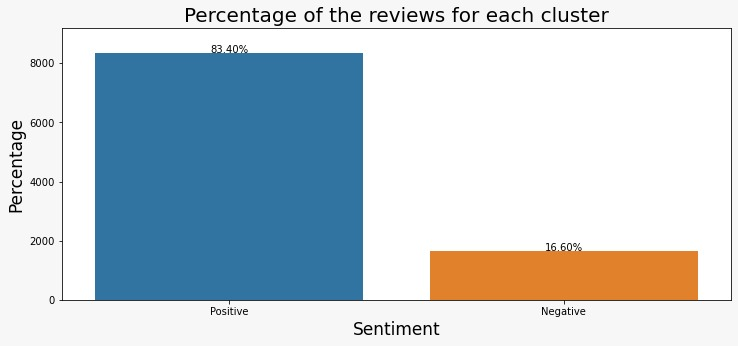 Percentage of the reviews for each cluster
Percentage
8000
6000
4000
2000
0
83.40%
16.60%
Positive
Negative
Sentiment